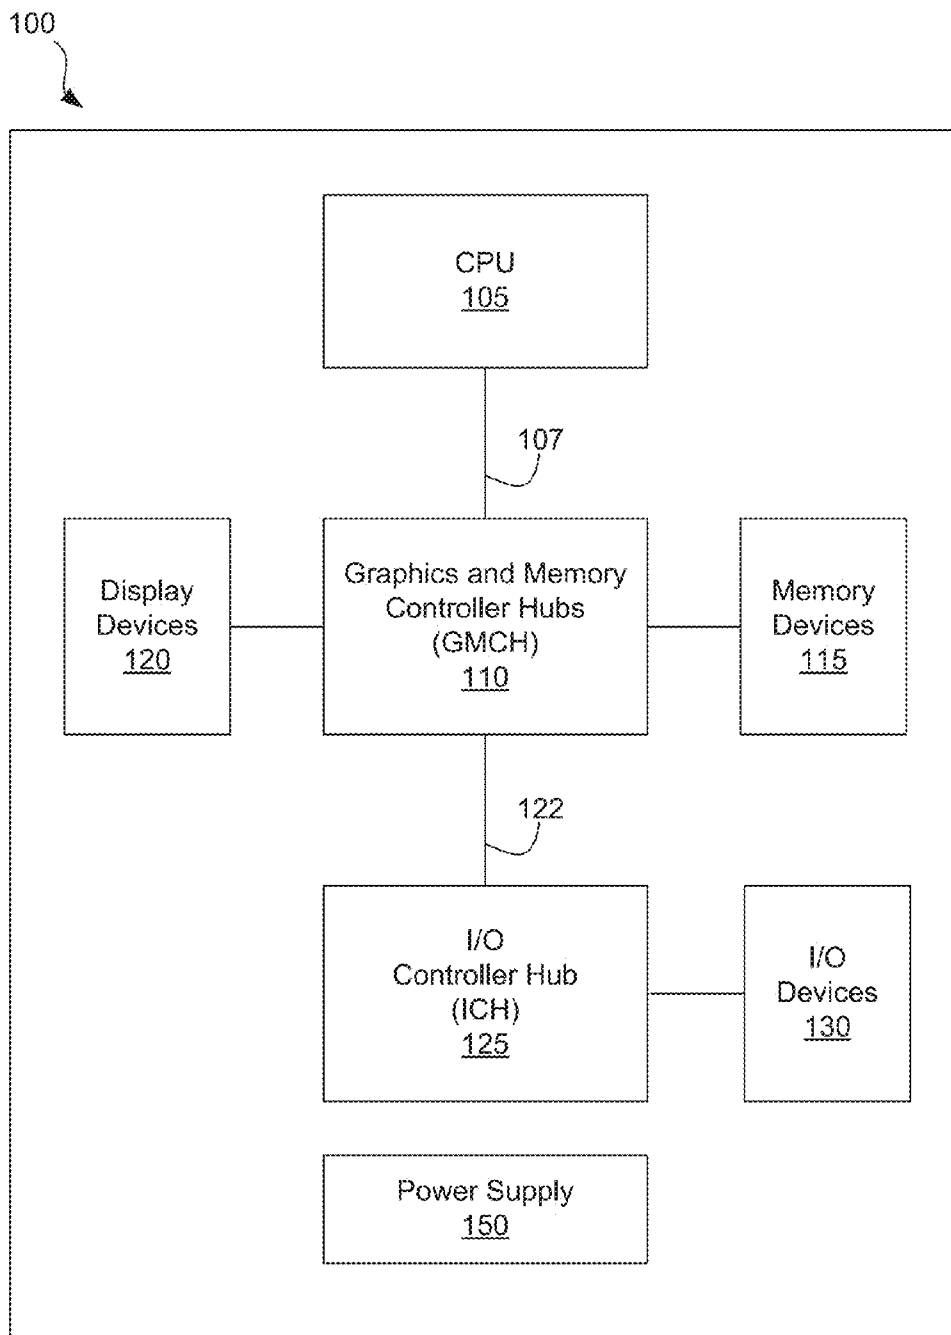 100
CPU
105
107
Display
Devices
120
Graphics and Memory
Controller Hubs
(GMCH)
110
Memory
Devices
115
122
I/O
Controller Hub
(ICH)
125
I/O
Devices
130
Power Supply
150